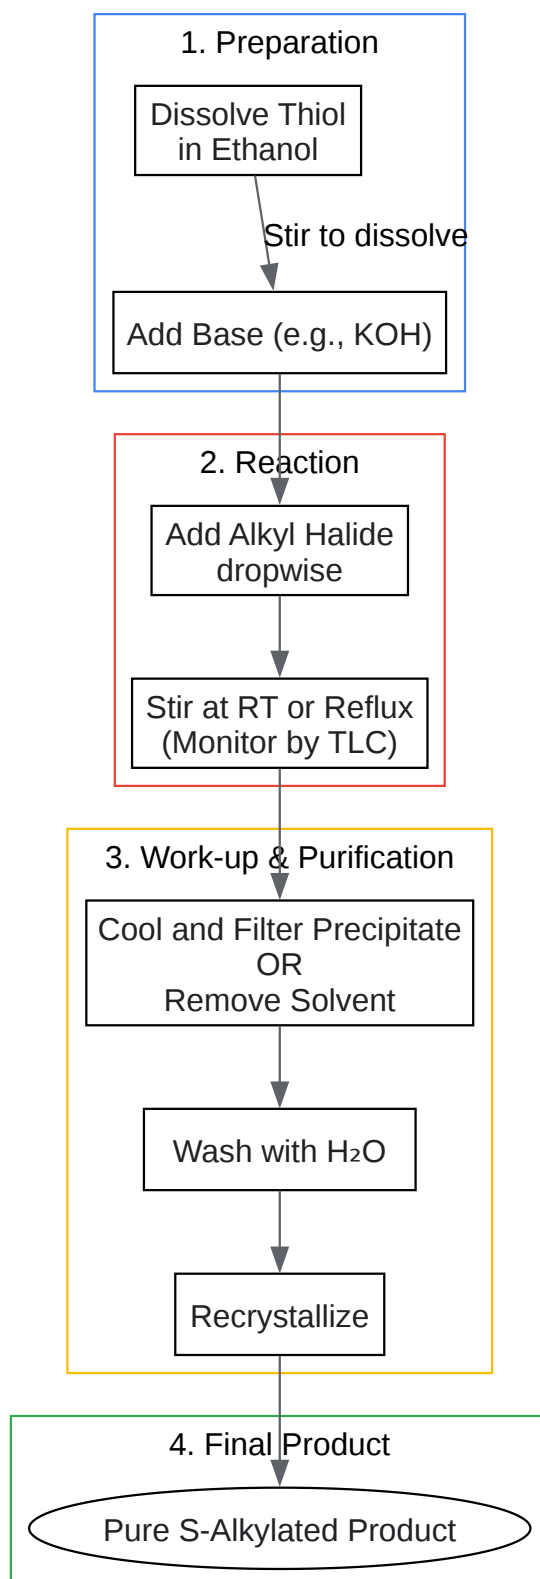 1. Preparation
Dissolve Thiol
in Ethanol
Stir to dissolve
Add Base (e.g., KOH)
2. Reaction
Add Alkyl Halide
dropwise
Stir at RT or Reflux
(Monitor by TLC)
3. Work-up & Purification
Cool and Filter Precipitate
OR
Remove Solvent
Wash with H₂O
Recrystallize
4. Final Product
Pure S-Alkylated Product